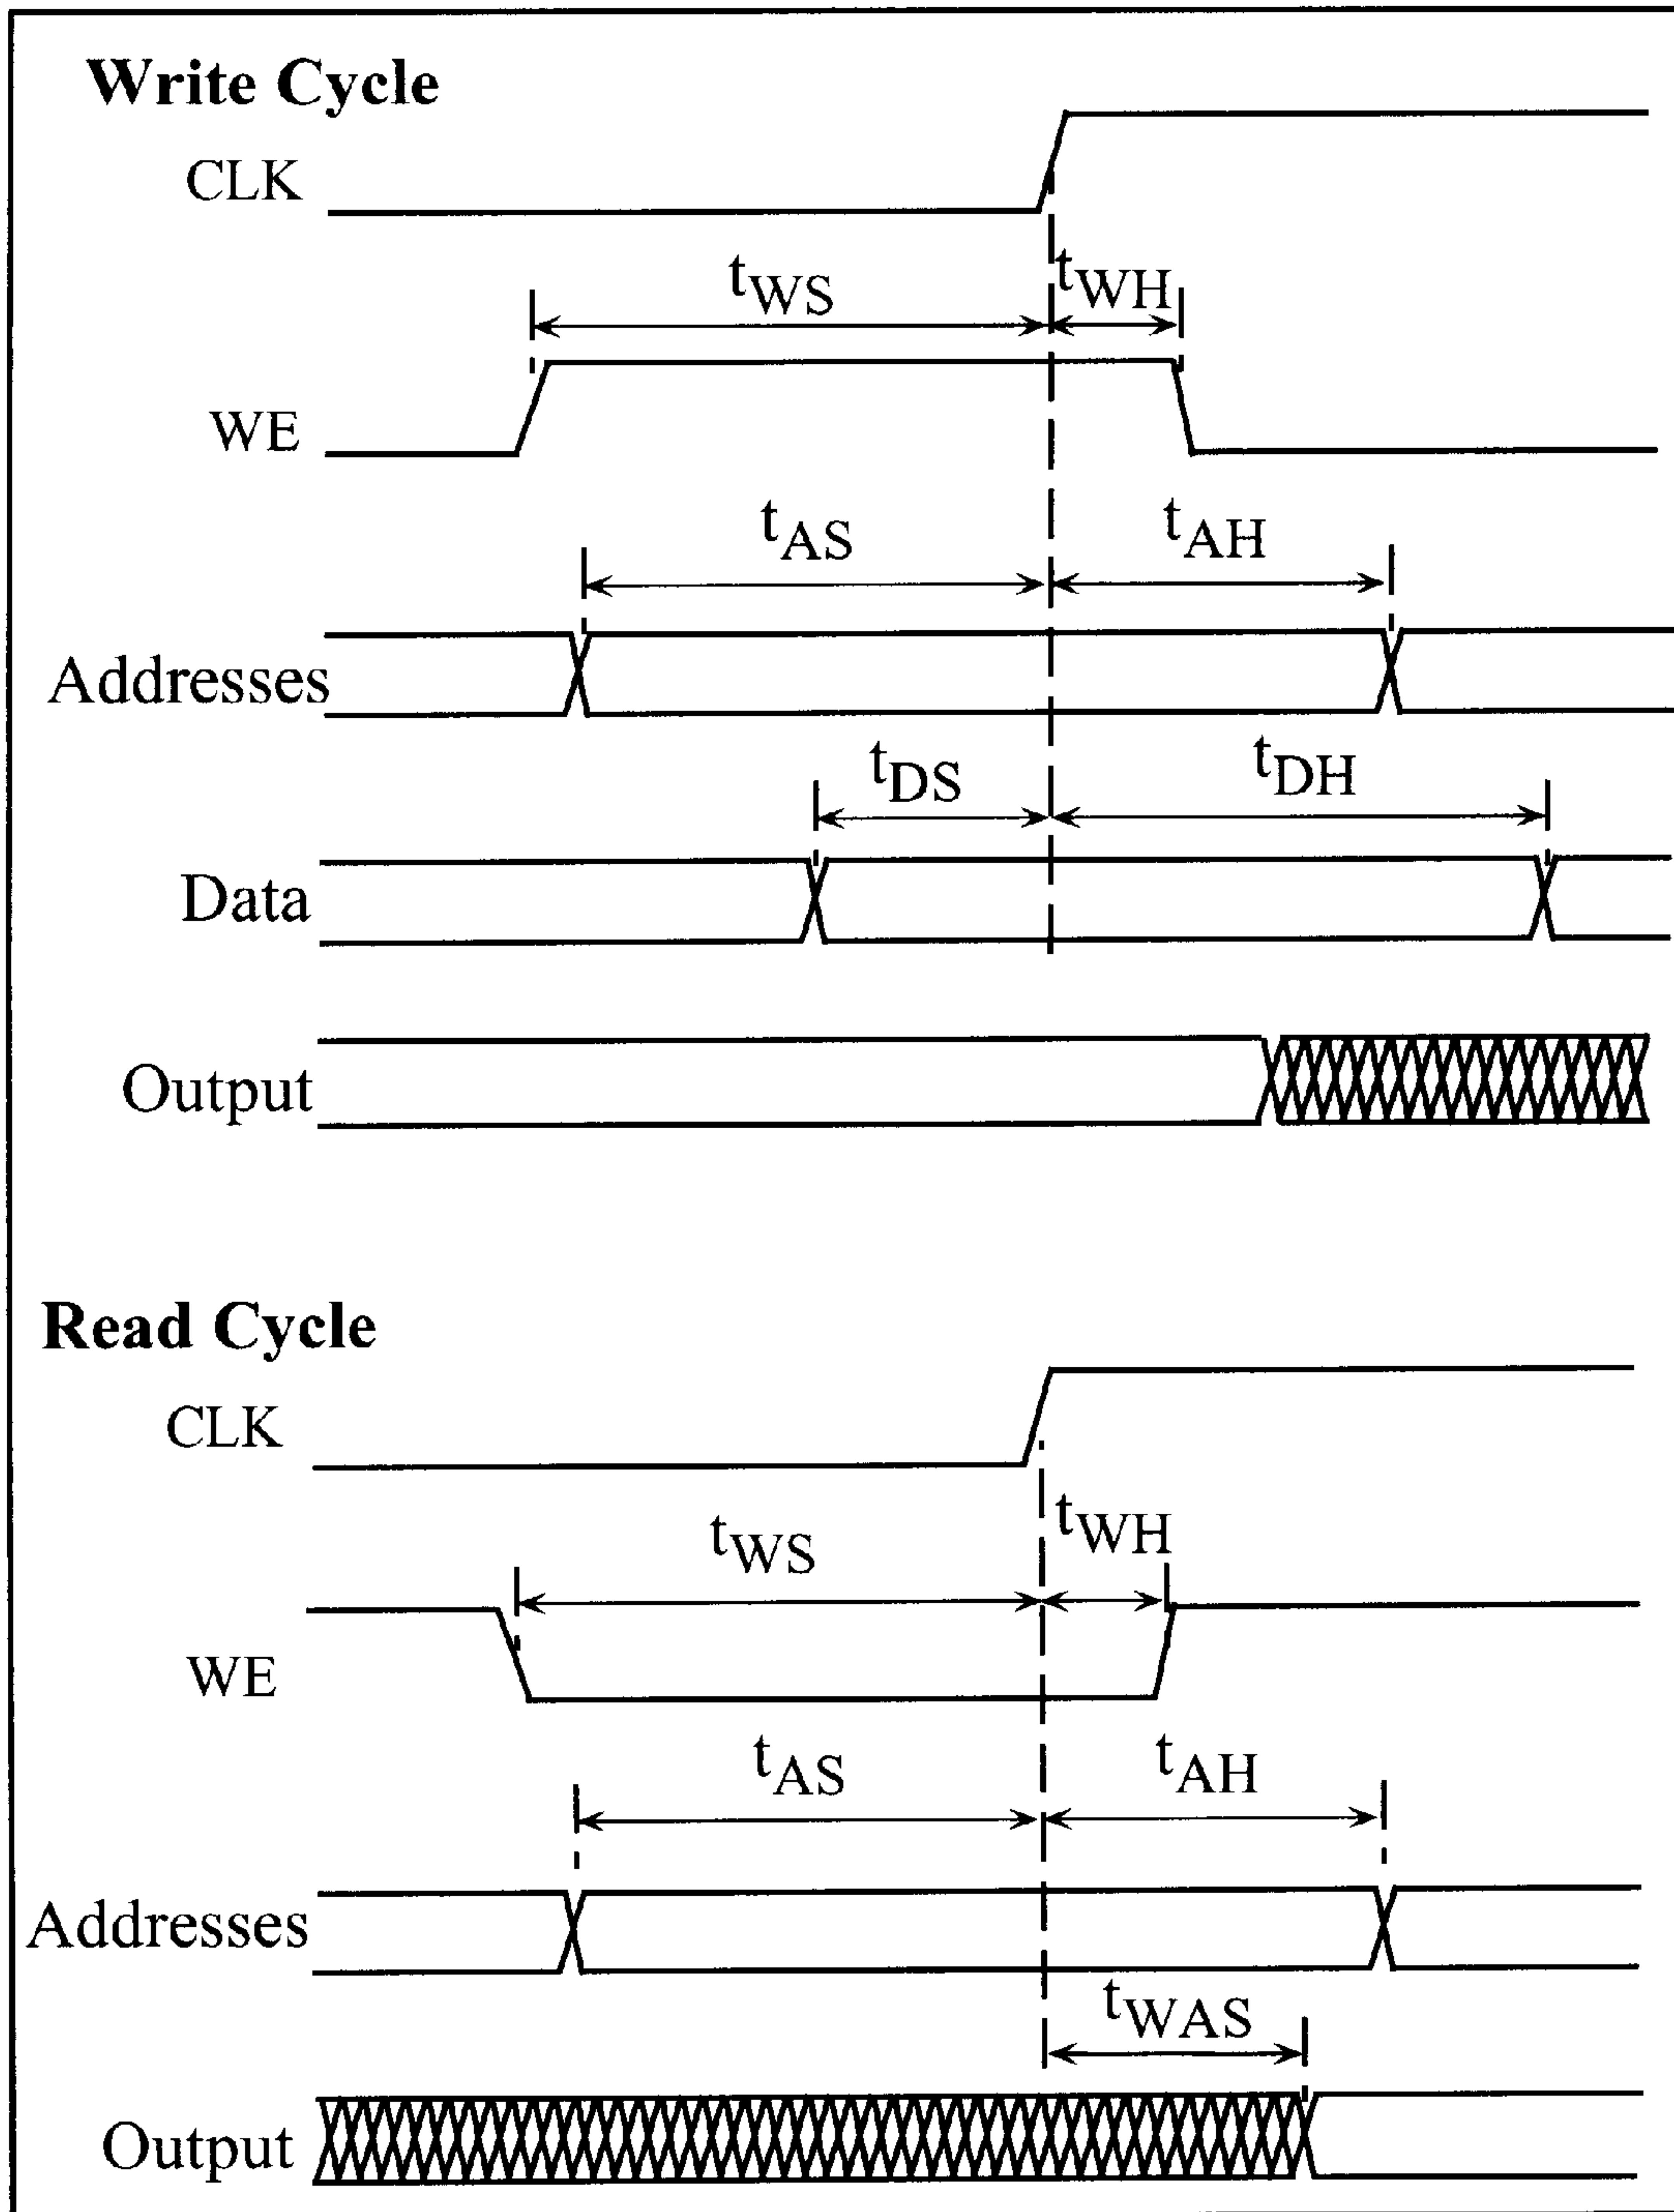 Write Cycle
CLK
tWS tWH
WE
tAS tAH
Addresses
tDS tDH
Data
Output
Read Cycle
CLK
tWS tWH
WE
tAS tAH
Addresses
tWAS
Output